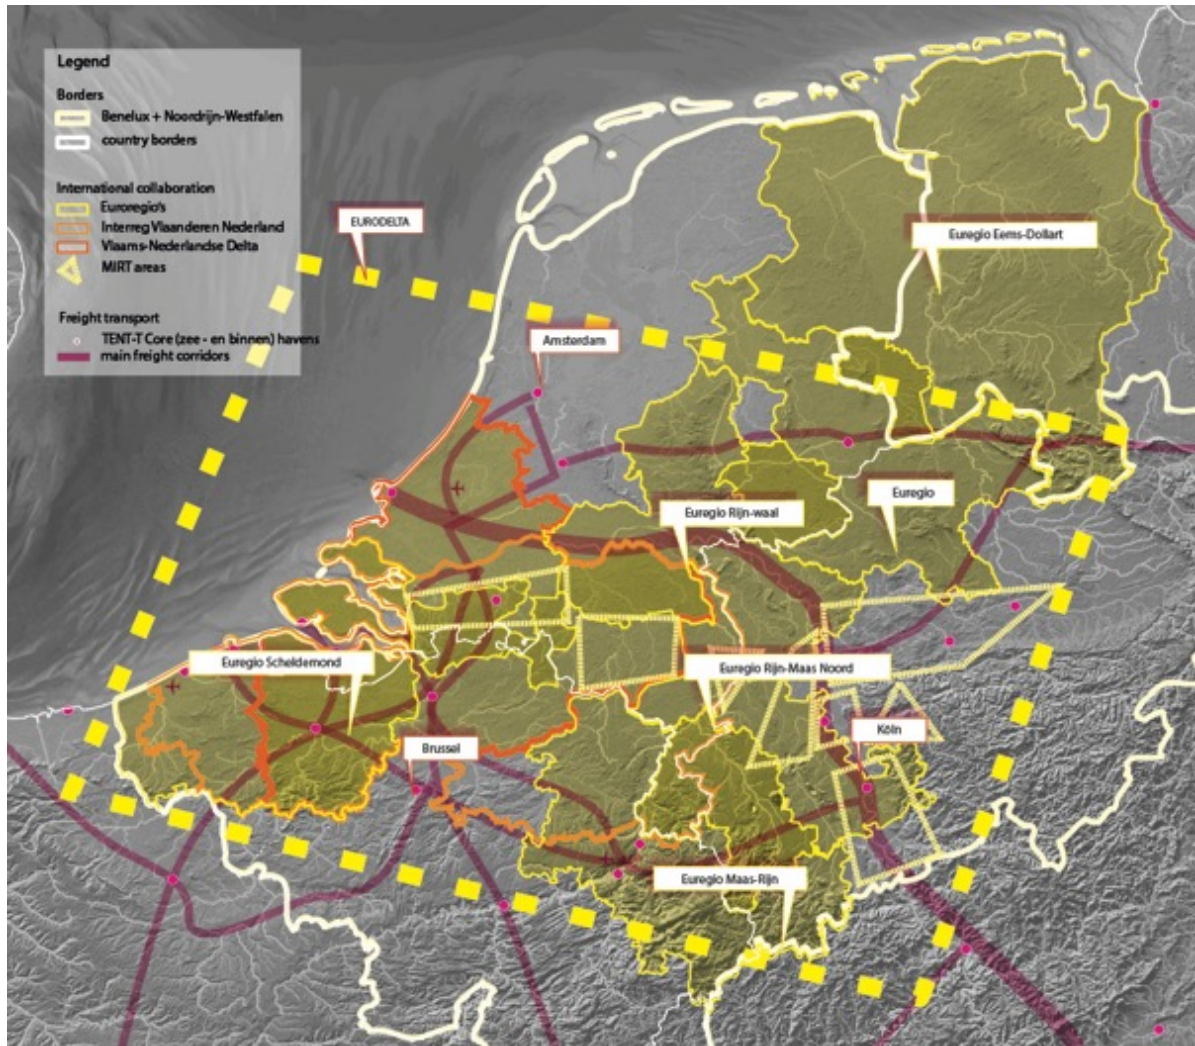 Legend
Borders
Benelux + Noordrijn-Westfalen
country borders
International collaboration
Euroregio's
Interreg Vlaanderen Nederland
Vlaams-Nederlandse Delta
MIRT areas
Freight transport
TENT-T Core (zee - en binnen) havens
main freight corridors
EURODELTA
Euregio Eems-Dollart
Amsterdam
Euregio
Euregio Rijn-waal
Euregio Scheldemond
Euregio Rijn-Maas Noord
Köln
Brussel
Euregio Maas-Rijn